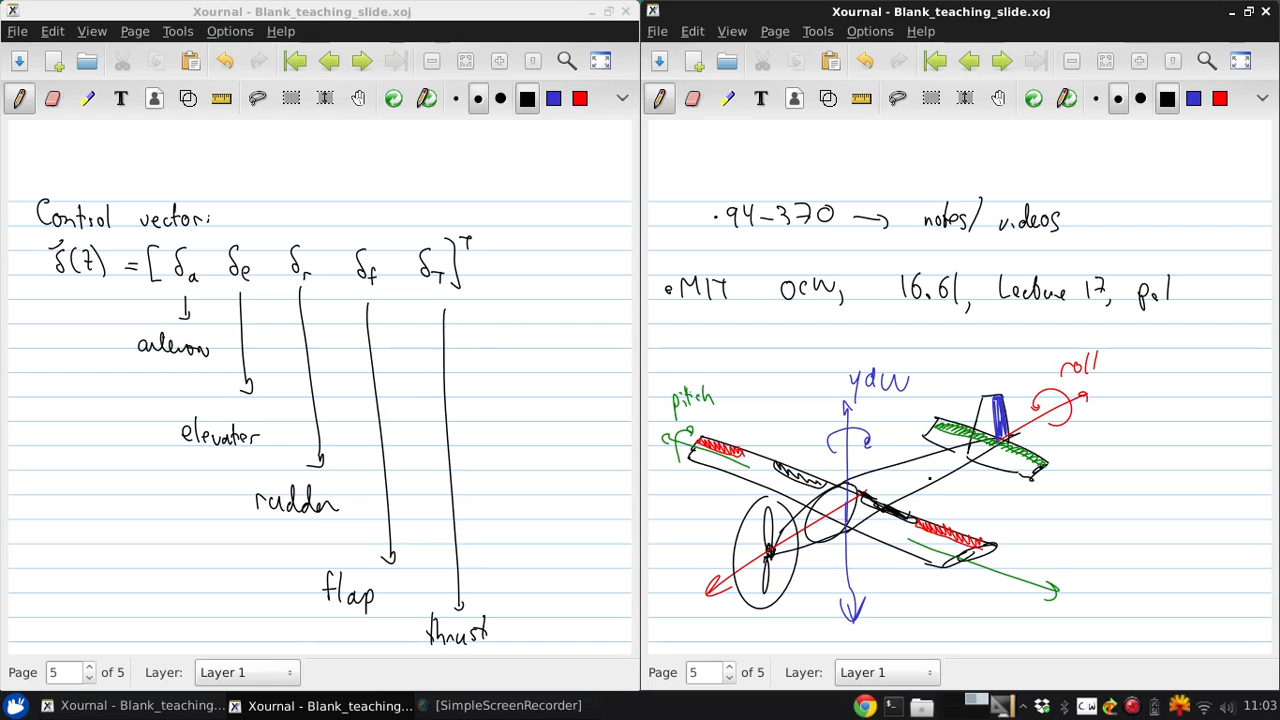 Xournal - Blank_teaching_slide.xoj
File Edit View Page Tools Options Help
Control vector:
δ(t) = [ δa δe δr δf δT ]T
aileron
elevator
rudder
flap
thrust
Page 5 of 5 Layer: Layer 1
Xournal - Blank_teaching_slide.xoj
File Edit View Page Tools Options Help
.94-370 → notes/videos
.MIT OCW, 16.61, Lecture 17, p.1
roll
yaw
pitch
Page 5 of 5 Layer: Layer 1
Xournal - Blank_teaching_slide.... Xournal - Blank_teaching_slide.... [SimpleScreenRecorder] 11:03